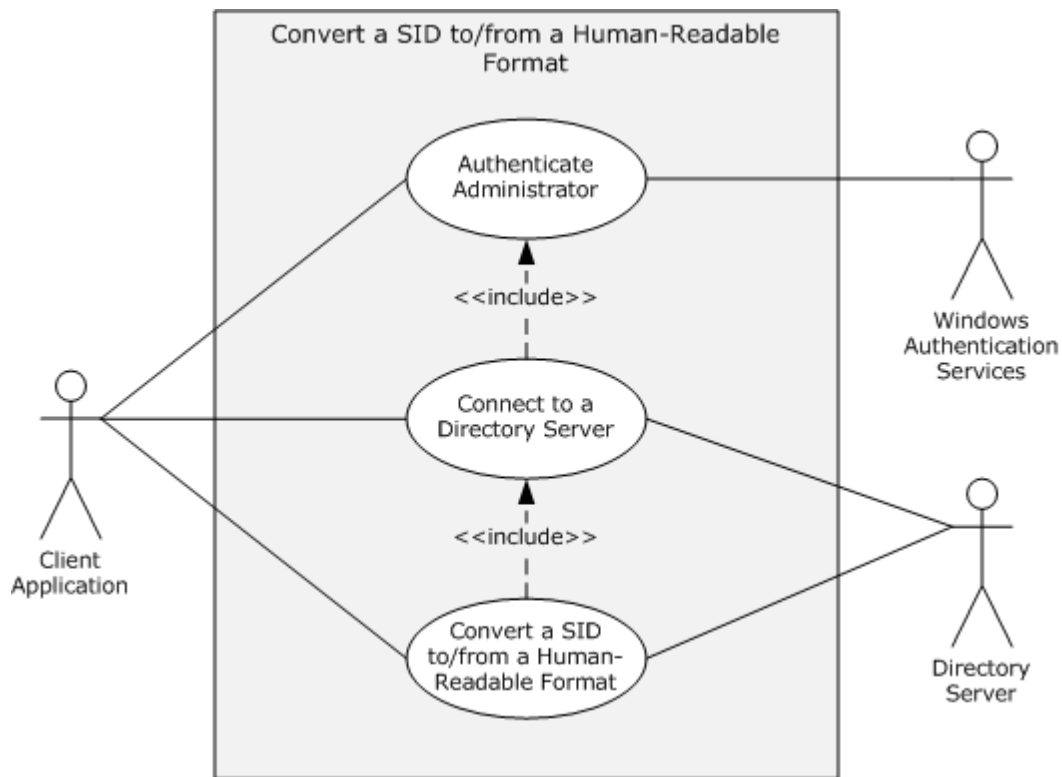 Convert a SID to/from a Human-Readable
Format
Authenticate
Administrator
<<include>>
Windows
Authentication
Services
Connect to a
Directory Server
<<include>>
Client
Application
Convert a SID
to/from a Human-
Readable Format
Directory
Server